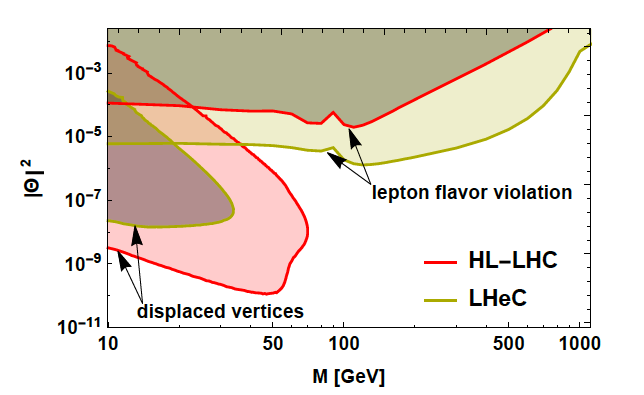 10⁻³
10⁻⁵
10⁻⁷
10⁻⁹
10⁻¹¹
|Θ|²
lepton flavor violation
HL–LHC
LHeC
displaced vertices
10 50 100 500 1000
M [GeV]